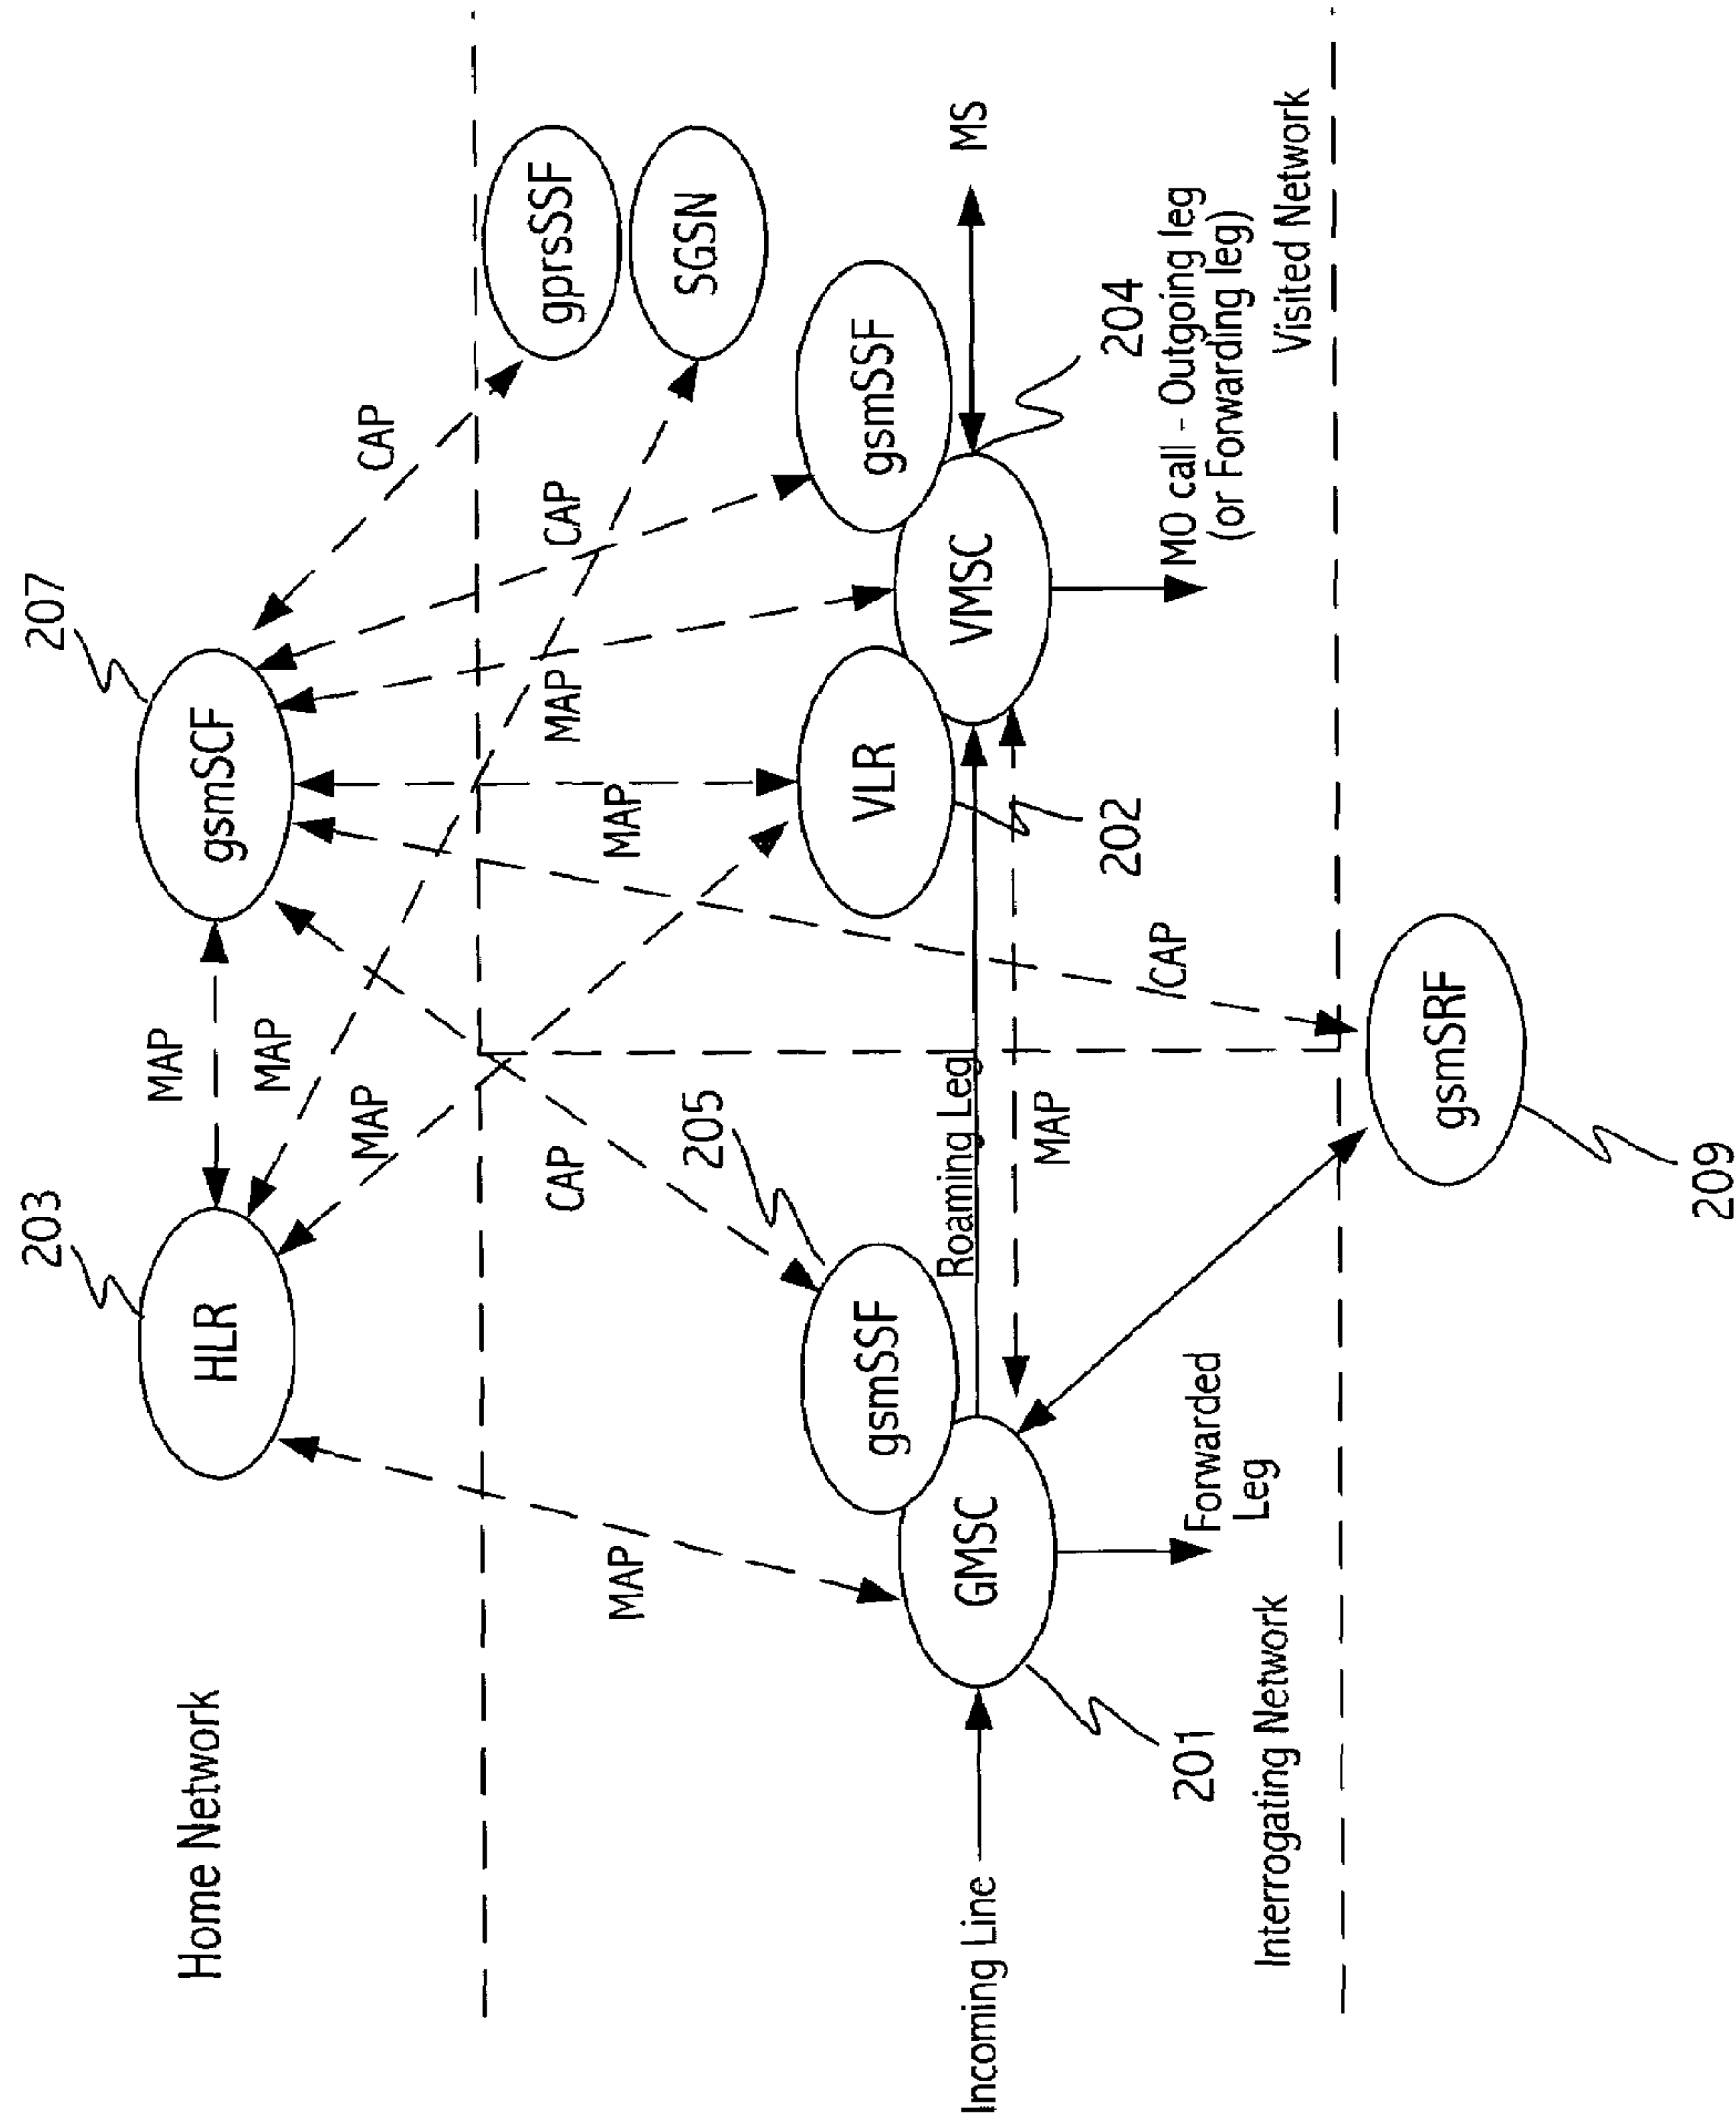 203
207
HLR
gsmSCF
Home Network
MAP
MAP
MAP
CAP
MAP
CAP
MAP
CAP
MAP
205
gprsSSF
SGSN
gsmSSF
VLR
gsmSSF
Incoming Line
GMSC
Roaming Leg
VMSC
MS
MAP
201
Forwarded
Leg
202
CAP
204
MO call - Outgoing leg
(or Forwarding leg)
Interrogating Network
Visited Network
gsmSRF
209